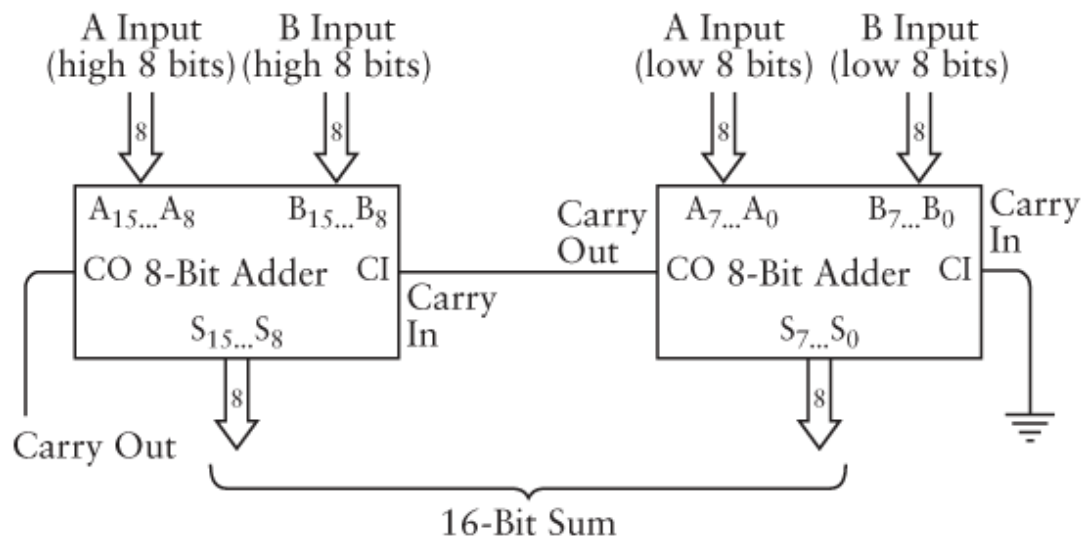 A Input
(high 8 bits)
B Input
(high 8 bits)
A Input
(low 8 bits)
B Input
(low 8 bits)
8
8
8
8
A15...A8
B15...B8
CO 8-Bit Adder CI
S15...S8
Carry
In
Carry
Out
A7...A0
B7...B0
CO 8-Bit Adder CI
S7...S0
Carry
In
8
8
Carry Out
16-Bit Sum